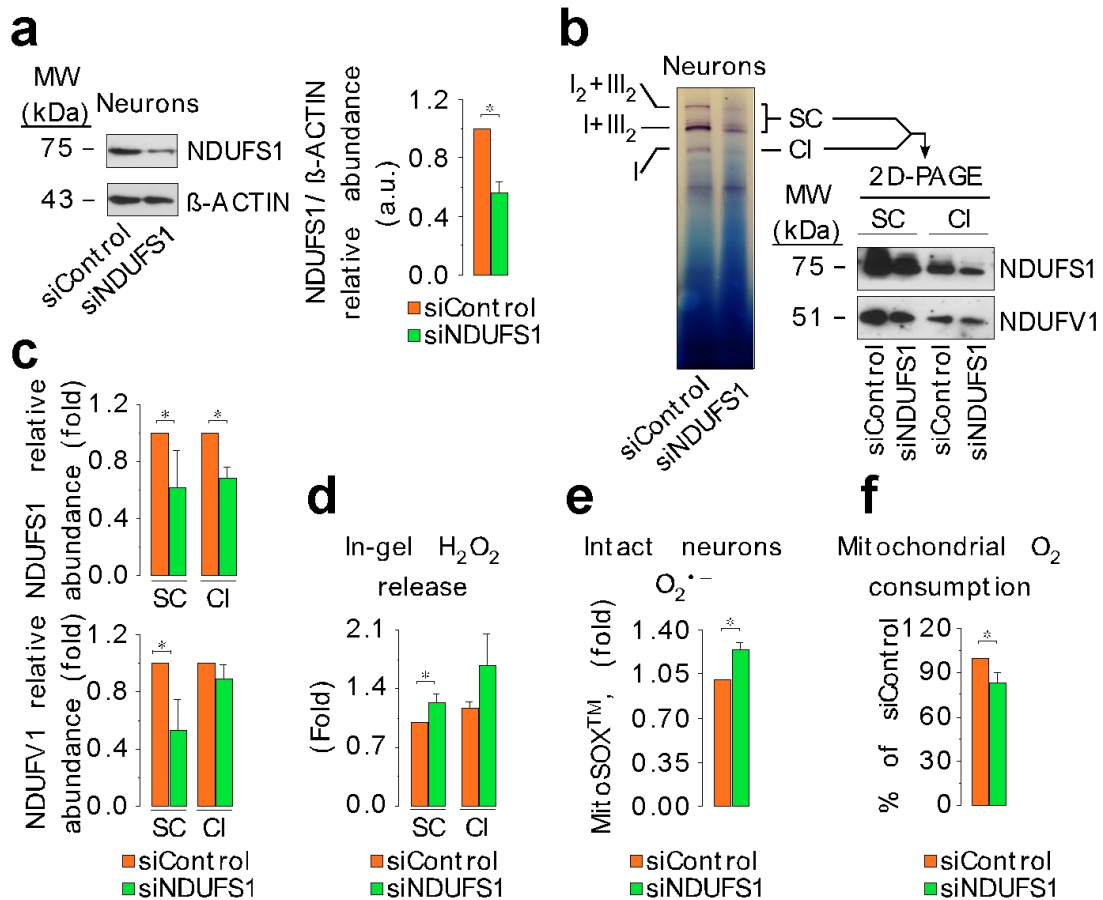 a
MW
(kDa)
Neurons
75 –
NDUFS1
43 –
ß-ACTIN
siControl
siNDUFS1
NDUFS1/ ß-ACTIN
relative abundance
(a.u.)
1.2
0.8
0.4
0.0
*
siControl
siNDUFS1
b
Neurons
I₂+III₂
I+III₂
I
SC
CI
siControl
siNDUFS1
2D-PAGE
MW
(kDa)
SC CI
75 –
NDUFS1
51 –
NDUFV1
siControl
siNDUFS1
siControl
siNDUFS1
c
NDUFS1 relative
abundance (fold)
1.2
0.8
0.4
0.0
* *
SC CI
NDUFV1 relative
abundance (fold)
1.2
0.8
0.4
0.0
*
SC CI
siControl
siNDUFS1
d
In-gel H₂O₂
release
(Fold)
2.1
1.4
0.7
0.0
*
SC CI
siControl
siNDUFS1
e
Intact neurons
O₂•−
MitoSOX™, (fold)
1.40
1.05
0.70
0.35
0.00
*
siControl
siNDUFS1
f
Mitochondrial O₂
consumption
% of siControl
120
90
60
30
0
*
siControl
siNDUFS1